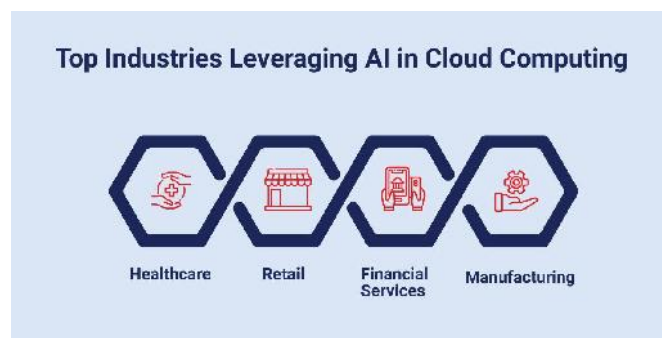 Top Industries Leveraging AI in Cloud Computing
Healthcare
Retail
Financial
Services
Manufacturing